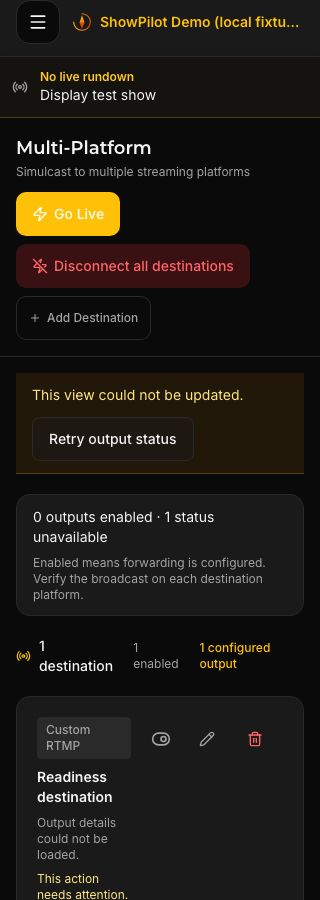 ShowPilot Demo (local fixtu...
No live rundown
Display test show
Multi-Platform
Simulcast to multiple streaming platforms
Go Live
Disconnect all destinations
Add Destination
This view could not be updated.
Retry output status
0 outputs enabled · 1 status
unavailable
Enabled means forwarding is configured.
Verify the broadcast on each destination
platform.
1
destination
1
enabled
1 configured
output
Custom
RTMP
Readiness
destination
Output details
could not be
loaded.
This action
needs attention.